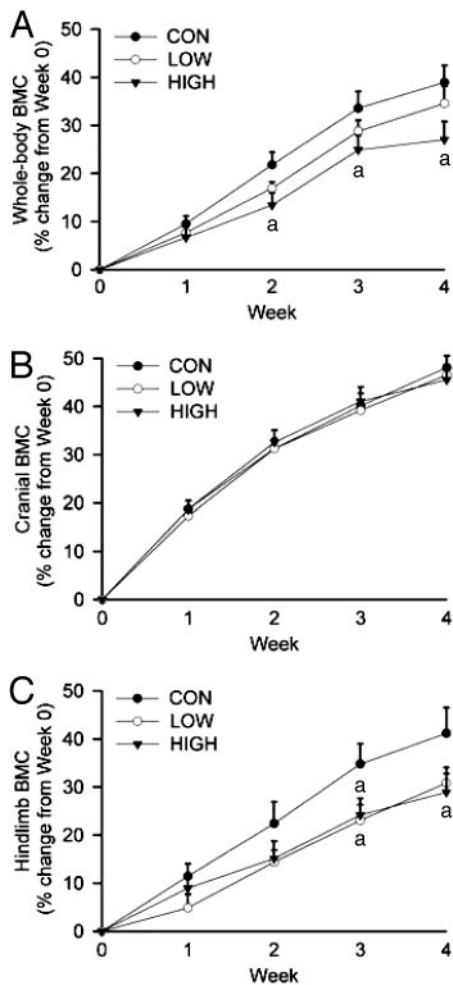 A
CON
LOW
HIGH
Whole-body BMC
(% change from Week 0)
50
40
30
20
10
0
a
a
a
0 1 2 3 4
Week
B
CON
LOW
HIGH
Cranial BMC
(% change from Week 0)
50
40
30
20
10
0
0 1 2 3 4
Week
C
CON
LOW
HIGH
Hindlimb BMC
(% change from Week 0)
50
40
30
20
10
0
a
a
a
0 1 2 3 4
Week